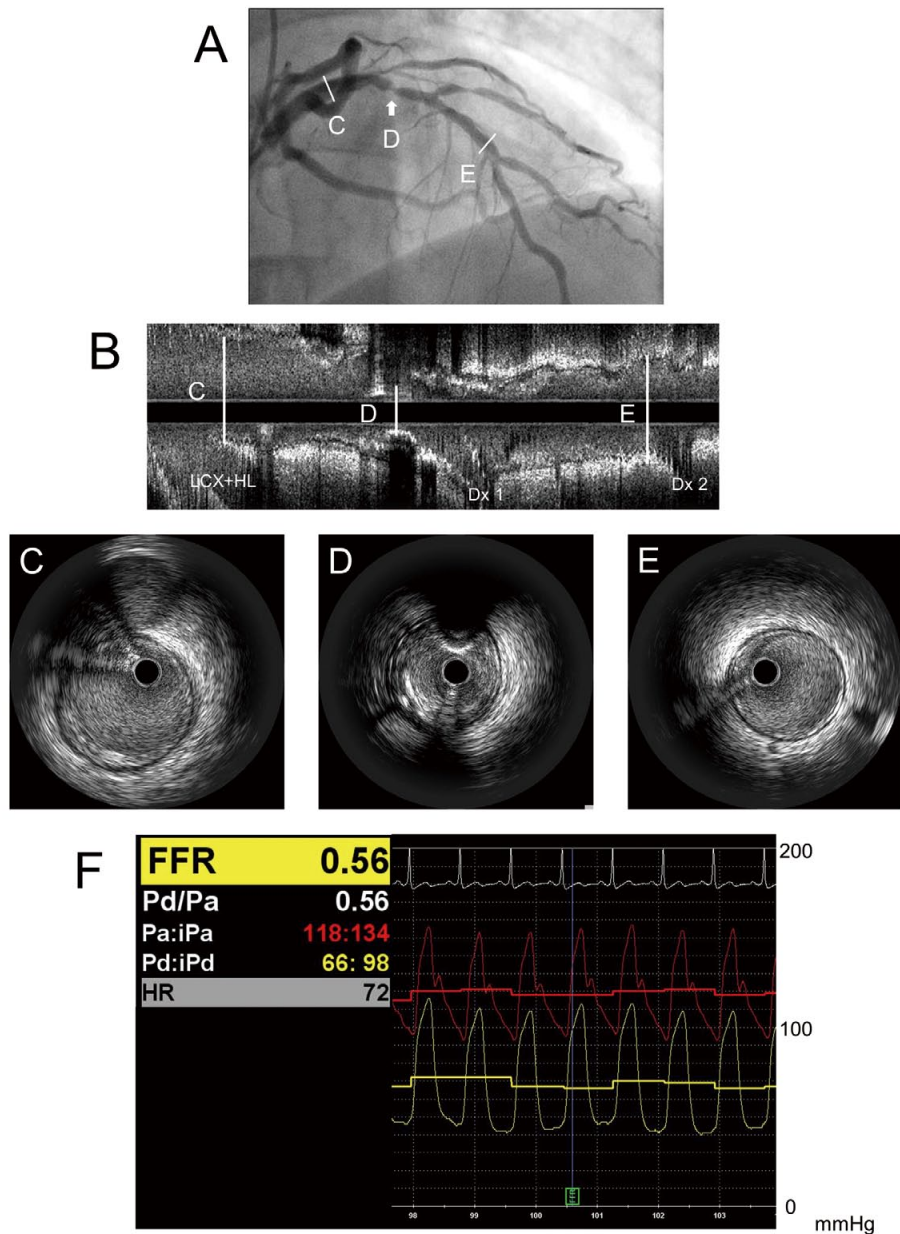 A
C
D
E
B
C
D
E
LCX+HL
Dx 1
Dx 2
C
D
E
F
FFR 0.56
Pd/Pa 0.56
Pa:iPa 118:134
Pd:iPd 66: 98
HR 72
200
100
0
FFR
98 99 100 101 102 103
mmHg